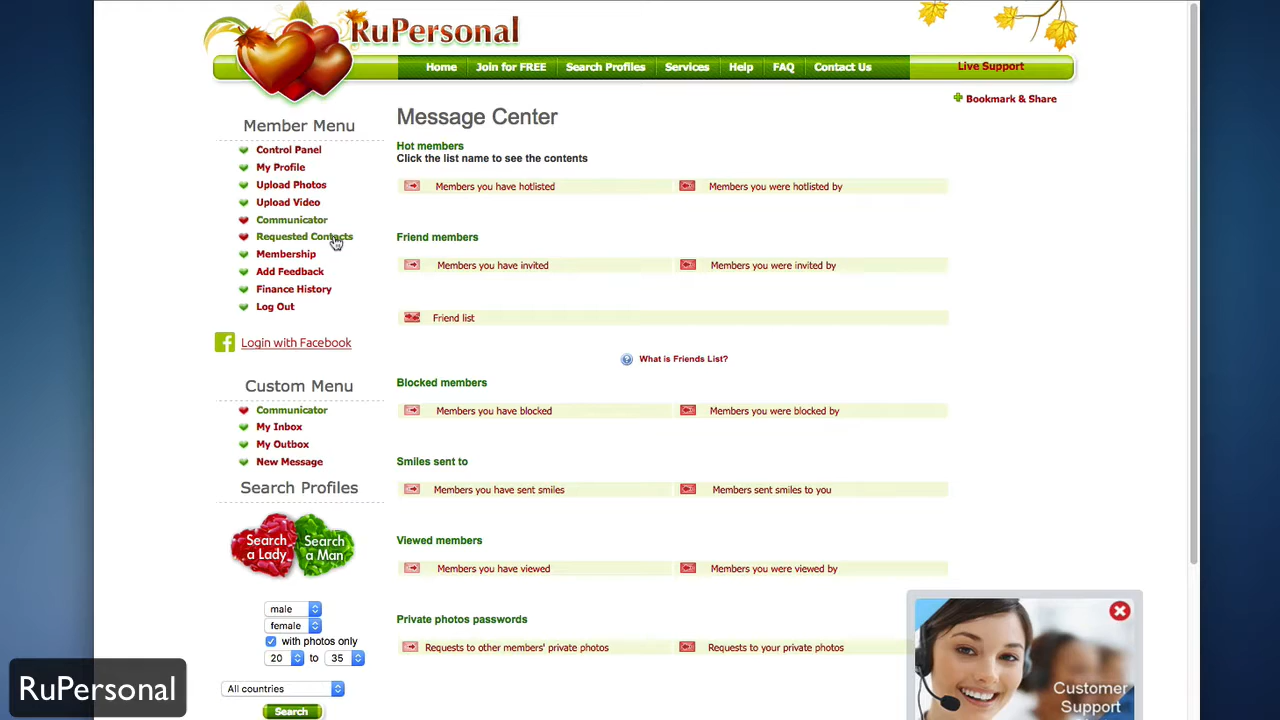 RuPersonal
Home Join for FREE Search Profiles Services Help FAQ Contact Us Live Support
Bookmark & Share
Member Menu
Control Panel
My Profile
Upload Photos
Upload Video
Communicator
Requested Contacts
Membership
Add Feedback
Finance History
Log Out
Login with Facebook
Custom Menu
Communicator
My Inbox
My Outbox
New Message
Search Profiles
Search a Lady
Search a Man
male
female
with photos only
20 to 35
All countries
Search
Message Center
Hot members
Click the list name to see the contents
Members you have hotlisted Members you were hotlisted by
Friend members
Members you have invited Members you were invited by
Friend list
What is Friends List?
Blocked members
Members you have blocked Members you were blocked by
Smiles sent to
Members you have sent smiles Members sent smiles to you
Viewed members
Members you have viewed Members you were viewed by
Private photos passwords
Requests to other members' private photos Requests to your private photos
Customer
Support
RuPersonal